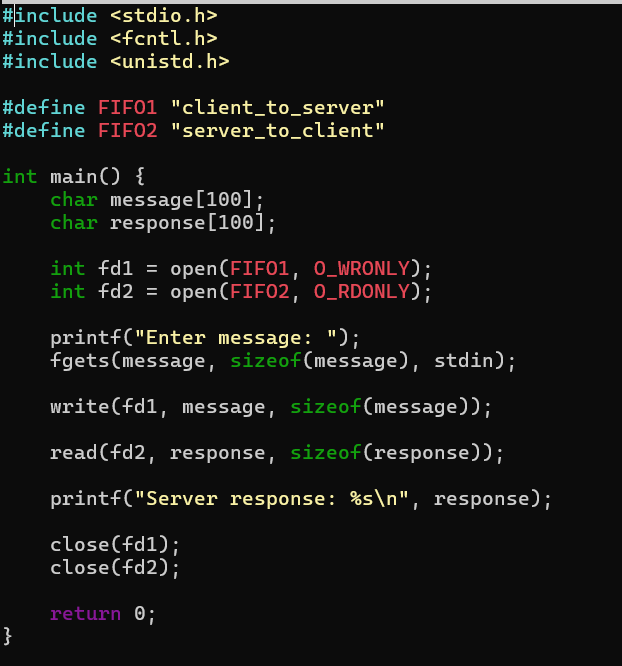 #include <stdio.h>
#include <fcntl.h>
#include <unistd.h>

#define FIFO1 "client_to_server"
#define FIFO2 "server_to_client"

int main() {
    char message[100];
    char response[100];

    int fd1 = open(FIFO1, O_WRONLY);
    int fd2 = open(FIFO2, O_RDONLY);

    printf("Enter message: ");
    fgets(message, sizeof(message), stdin);

    write(fd1, message, sizeof(message));

    read(fd2, response, sizeof(response));

    printf("Server response: %s\n", response);

    close(fd1);
    close(fd2);

    return 0;
}